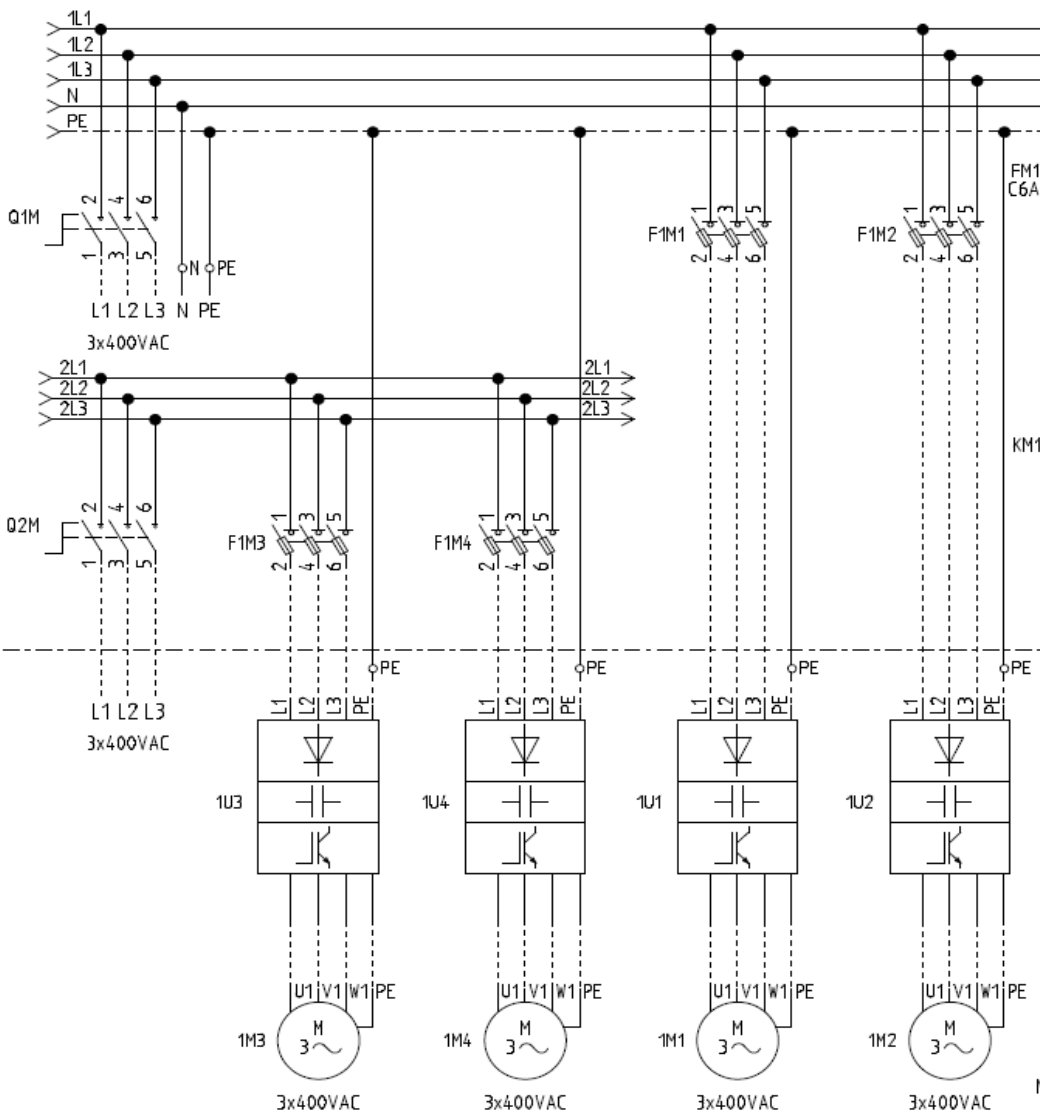 1L1
1L2
1L3
N
PE
FM1
C6A
Q1M
2 4 6
1 3 5
N PE
L1 L2 L3 N PE
3x400VAC
F1M1
1 3 5
2 4 6
F1M2
1 3 5
2 4 6
2L1 2L1
2L2 2L2
2L3 2L3
KM1
Q2M
2 4 6
1 3 5
F1M3
1 3 5
2 4 6
F1M4
1 3 5
2 4 6
PE PE PE PE
L1 L2 L3
3x400VAC
L1 L2 L3 PE L1 L2 L3 PE L1 L2 L3 PE L1 L2 L3 PE
1U3 1U4 1U1 1U2
U1 V1 W1 PE U1 V1 W1 PE U1 V1 W1 PE U1 V1 W1 PE
1M3 M 3~ 1M4 M 3~ 1M1 M 3~ 1M2 M 3~
3x400VAC 3x400VAC 3x400VAC 3x400VAC